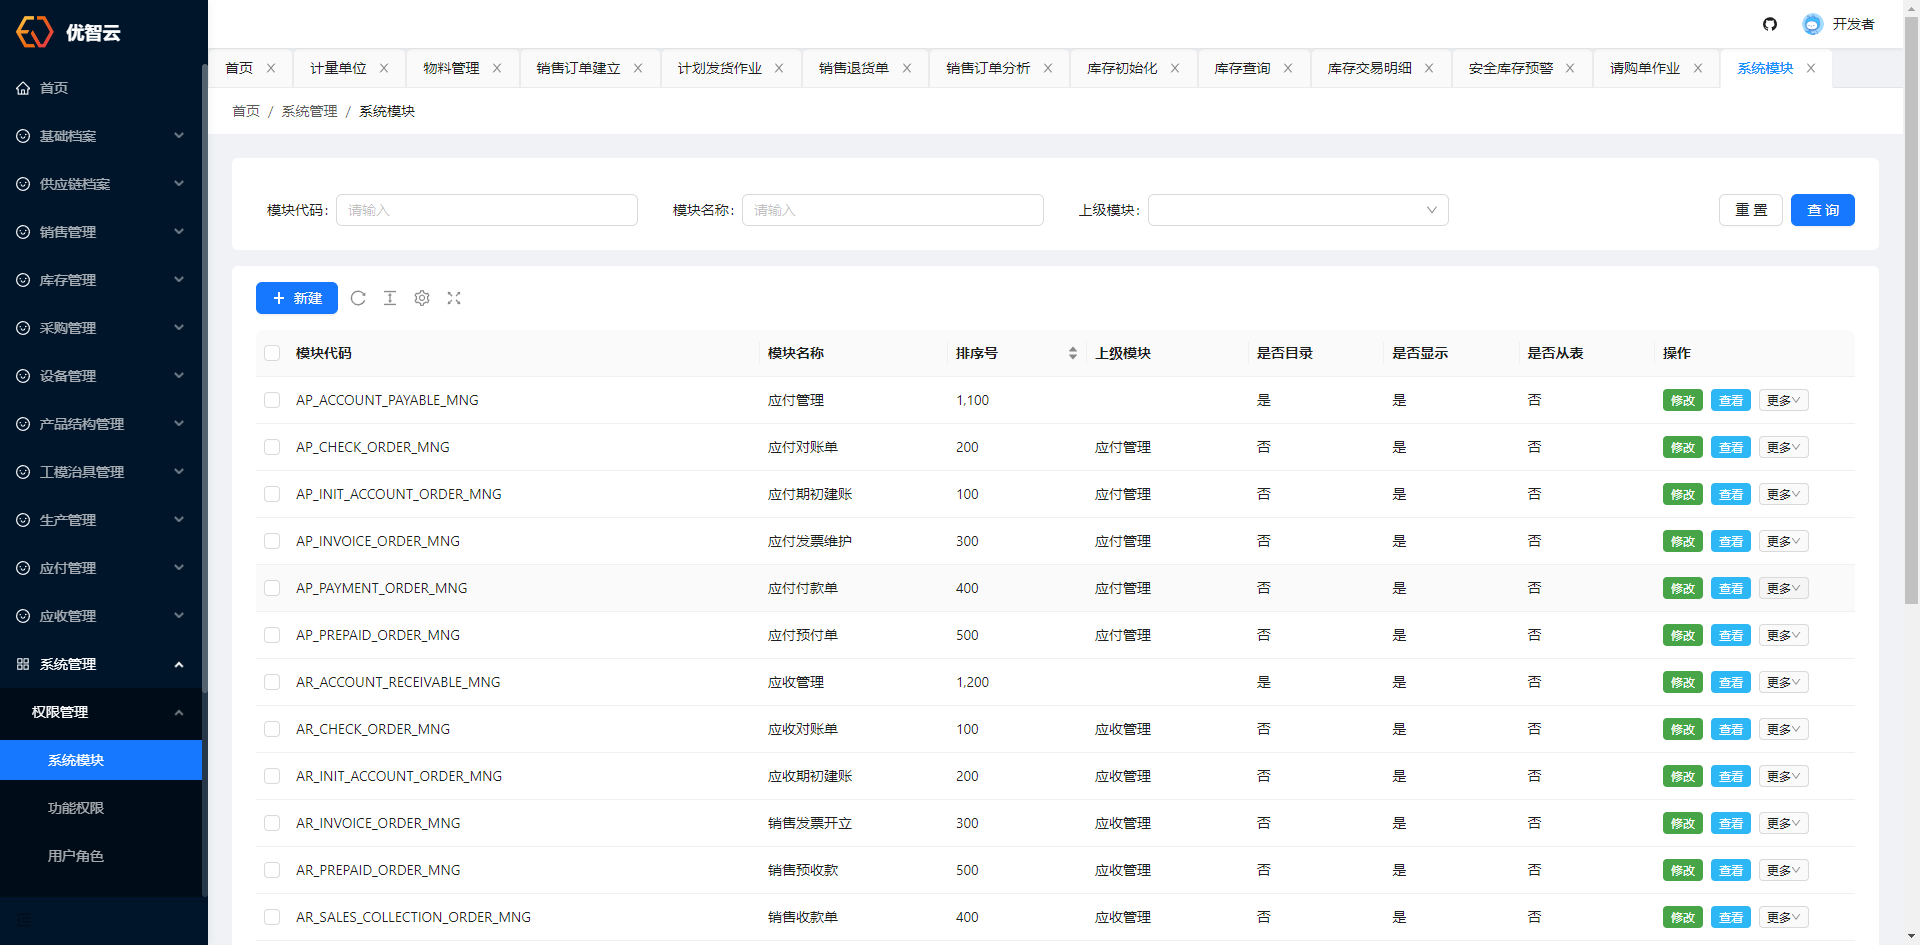 优智云
开发者
首页 计量单位 物料管理 销售订单建立 计划发货作业 销售退货单 销售订单分析 库存初始化 库存查询 库存交易明细 安全库存预警 请购单作业 系统模块
首页 / 系统管理 / 系统模块
首页
基础档案
供应链档案
销售管理
库存管理
采购管理
设备管理
产品结构管理
工模治具管理
生产管理
应付管理
应收管理
系统管理
权限管理
系统模块
功能权限
用户角色
模块代码: 请输入 模块名称: 请输入 上级模块: 重 置 查 询
新建
模块代码 模块名称 排序号 上级模块 是否目录 是否显示 是否从表 操作
AP_ACCOUNT_PAYABLE_MNG 应付管理 1,100 是 是 否 修改 查看 更多
AP_CHECK_ORDER_MNG 应付对账单 200 应付管理 否 是 否 修改 查看 更多
AP_INIT_ACCOUNT_ORDER_MNG 应付期初建账 100 应付管理 否 是 否 修改 查看 更多
AP_INVOICE_ORDER_MNG 应付发票维护 300 应付管理 否 是 否 修改 查看 更多
AP_PAYMENT_ORDER_MNG 应付付款单 400 应付管理 否 是 否 修改 查看 更多
AP_PREPAID_ORDER_MNG 应付预付单 500 应付管理 否 是 否 修改 查看 更多
AR_ACCOUNT_RECEIVABLE_MNG 应收管理 1,200 是 是 否 修改 查看 更多
AR_CHECK_ORDER_MNG 应收对账单 100 应收管理 否 是 否 修改 查看 更多
AR_INIT_ACCOUNT_ORDER_MNG 应收期初建账 200 应收管理 否 是 否 修改 查看 更多
AR_INVOICE_ORDER_MNG 销售发票开立 300 应收管理 否 是 否 修改 查看 更多
AR_PREPAID_ORDER_MNG 销售预收款 500 应收管理 否 是 否 修改 查看 更多
AR_SALES_COLLECTION_ORDER_MNG 销售收款单 400 应收管理 否 是 否 修改 查看 更多